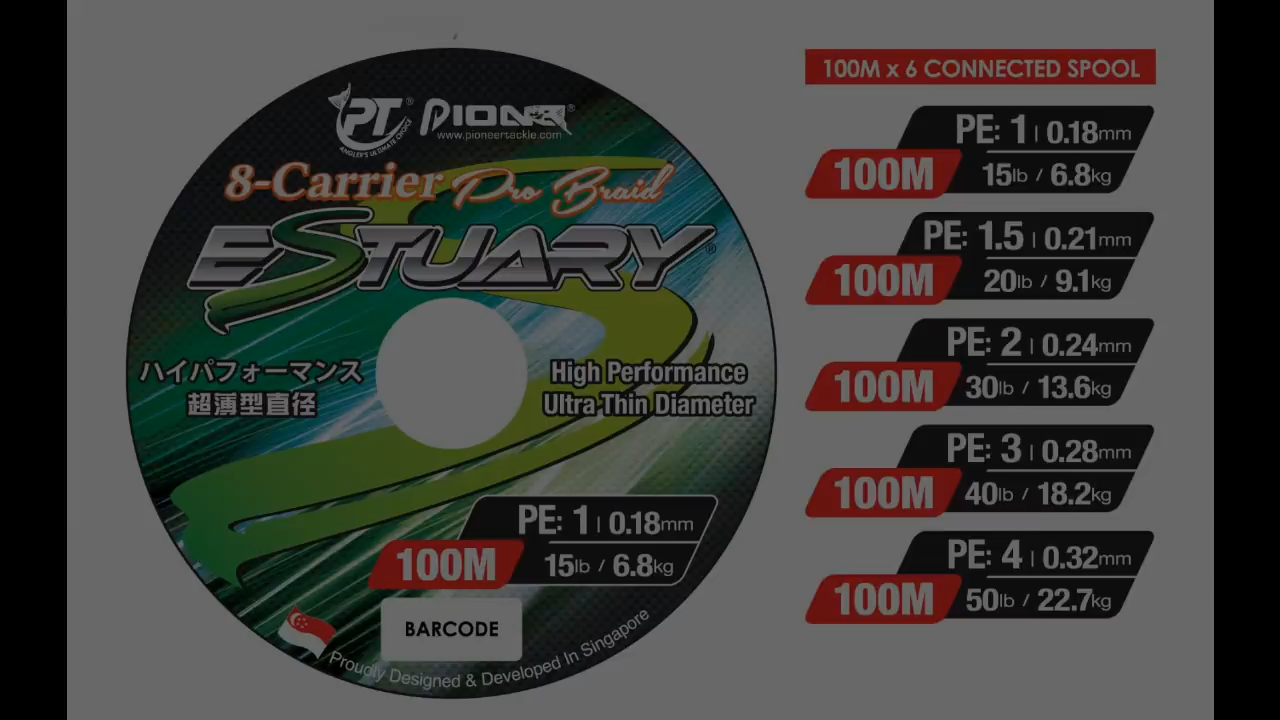 PT®
ANGLER'S ULTIMATE CHOICE
PIONEER®
www.pioneertackle.com
8-Carrier Pro Braid
ESTUARY®
ハイパフォーマンス
超薄型直径
High Performance
Ultra Thin Diameter
PE: 1 | 0.18mm
100M
15lb / 6.8kg
BARCODE
Proudly Designed & Developed In Singapore
100M x 6 CONNECTED SPOOL
PE: 1 | 0.18mm
100M
15lb / 6.8kg
PE: 1.5 | 0.21mm
100M
20lb / 9.1kg
PE: 2 | 0.24mm
100M
30lb / 13.6kg
PE: 3 | 0.28mm
100M
40lb / 18.2kg
PE: 4 | 0.32mm
100M
50lb / 22.7kg